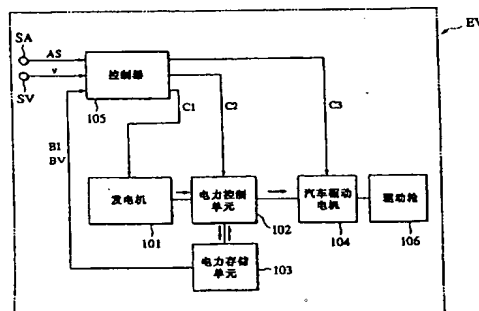 EV
SA
AS
SV
v
控制器
105
C1
C2
C3
BI
BV
发电机
101
电力控制
单元
102
汽车驱动
电机
104
驱动轮
106
电力存储
单元
103